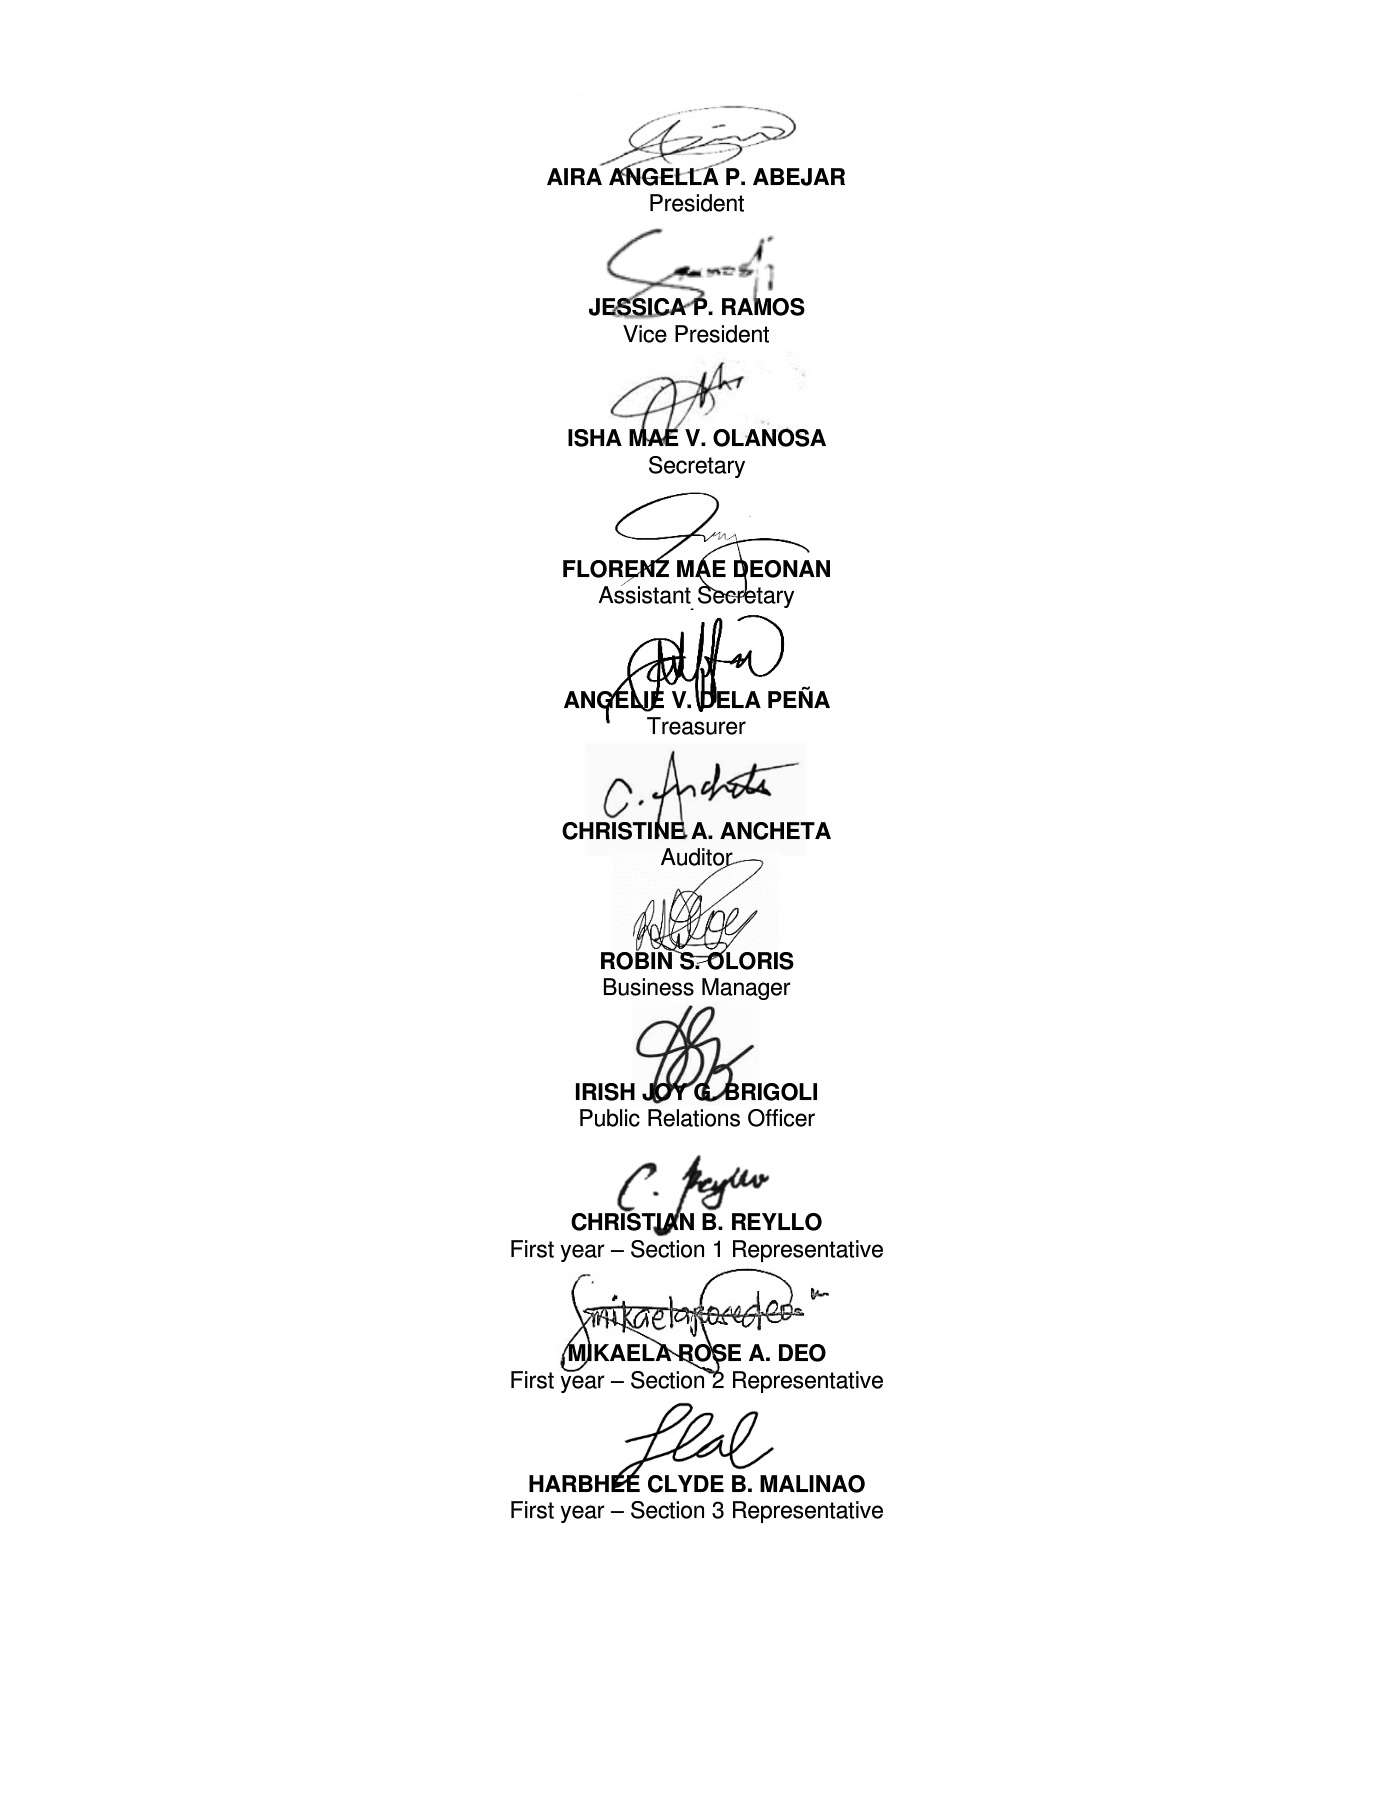 AIRA ANGELLA P. ABEJAR
President
JESSICA P. RAMOS
Vice President
ISHA MAE V. OLANOSA
Secretary
FLORENZ MAE DEONAN
Assistant Secretary
ANGELIE V. DELA PEÑA
Treasurer
C. Ancheta
CHRISTINE A. ANCHETA
Auditor
ROBIN S. OLORIS
Business Manager
IRISH JOY G. BRIGOLI
Public Relations Officer
C. Reyllo
CHRISTIAN B. REYLLO
First year – Section 1 Representative
MIKAELA ROSE A. DEO
First year – Section 2 Representative
HARBHEE CLYDE B. MALINAO
First year – Section 3 Representative